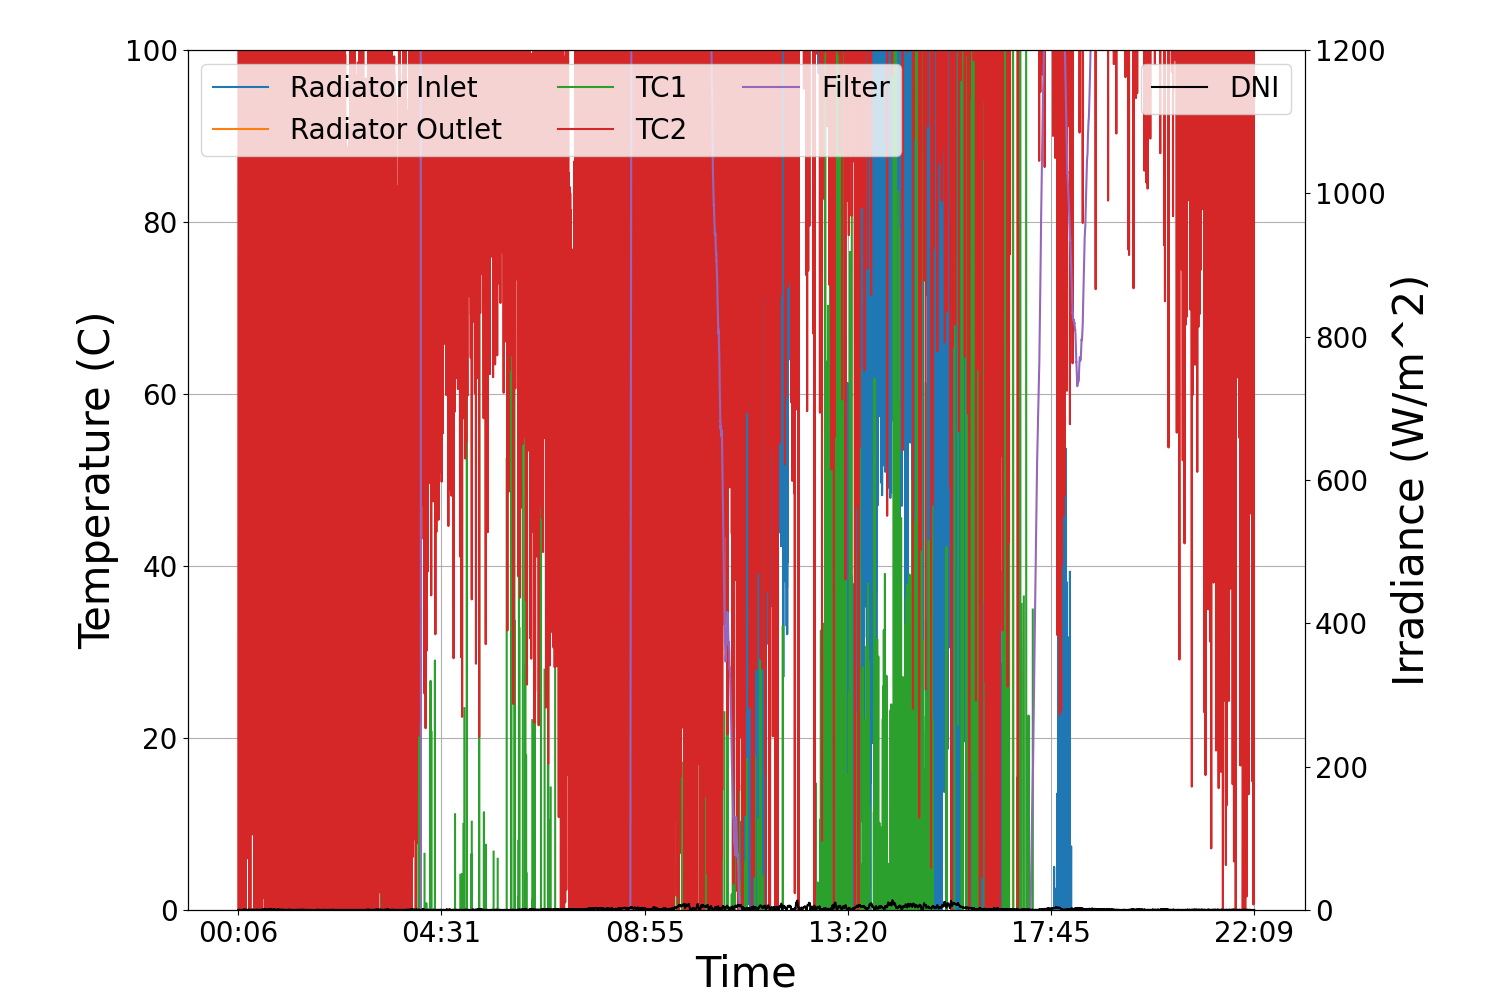 100
80
60
40
20
0
Temperature (C)
Radiator Inlet
Radiator Outlet
TC1
TC2
Filter
DNI
1200
1000
800
600
400
200
0
Irradiance (W/m^2)
00:06 04:31 08:55 13:20 17:45 22:09
Time